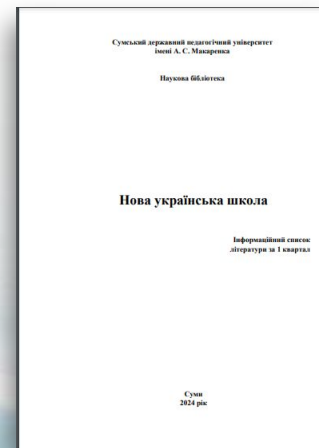 Сумський державний педагогічний університет
імені А. С. Макаренка
Наукова бібліотека
Нова українська школа
Інформаційний список
літератури за 1 квартал
Суми
2024 рік